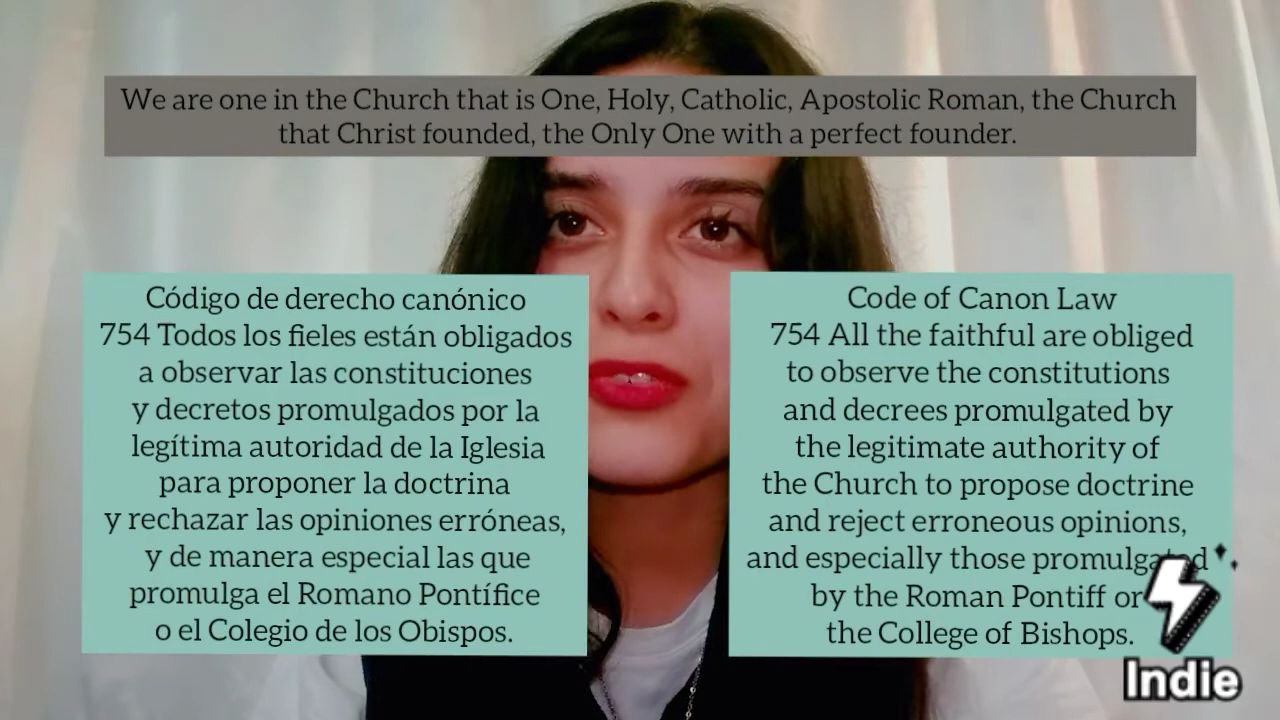 We are one in the Church that is One, Holy, Catholic, Apostolic Roman, the Church
that Christ founded, the Only One with a perfect founder.
Código de derecho canónico
754 Todos los fieles están obligados
a observar las constituciones
y decretos promulgados por la
legítima autoridad de la Iglesia
para proponer la doctrina
y rechazar las opiniones erróneas,
y de manera especial las que
promulga el Romano Pontífice
o el Colegio de los Obispos.
Code of Canon Law
754 All the faithful are obliged
to observe the constitutions
and decrees promulgated by
the legitimate authority of
the Church to propose doctrine
and reject erroneous opinions,
and especially those promulgated
by the Roman Pontiff or
the College of Bishops.
Indie